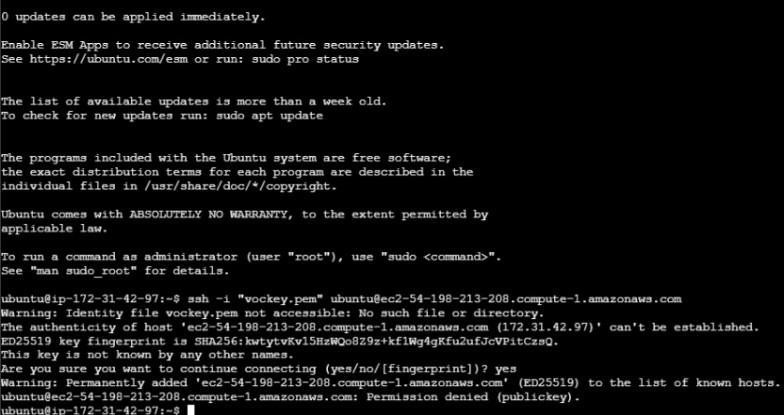 0 updates can be applied immediately.
Enable ESM Apps to receive additional future security updates.
See https://ubuntu.com/esm or run: sudo pro status
The list of available updates is more than a week old.
To check for new updates run: sudo apt update
The programs included with the Ubuntu system are free software;
the exact distribution terms for each program are described in the
individual files in /usr/share/doc/*/copyright.
Ubuntu comes with ABSOLUTELY NO WARRANTY, to the extent permitted by
applicable law.
To run a command as administrator (user "root"), use "sudo <command>".
See "man sudo_root" for details.
ubuntu@ip-172-31-42-97:~$ ssh -i "vockey.pem" ubuntu@ec2-54-198-213-208.compute-1.amazonaws.com
Warning: Identity file vockey.pem not accessible: No such file or directory.
The authenticity of host 'ec2-54-198-213-208.compute-1.amazonaws.com (172.31.42.97)' can't be established.
ED25519 key fingerprint is SHA256:kwtytvKv15HzWQo8Z9z+kf1Wg4gKfu2ufJcVPitCzsQ.
This key is not known by any other names.
Are you sure you want to continue connecting (yes/no/[fingerprint])? yes
Warning: Permanently added 'ec2-54-198-213-208.compute-1.amazonaws.com' (ED25519) to the list of known hosts.
ubuntu@ec2-54-198-213-208.compute-1.amazonaws.com: Permission denied (publickey).
ubuntu@ip-172-31-42-97:~$